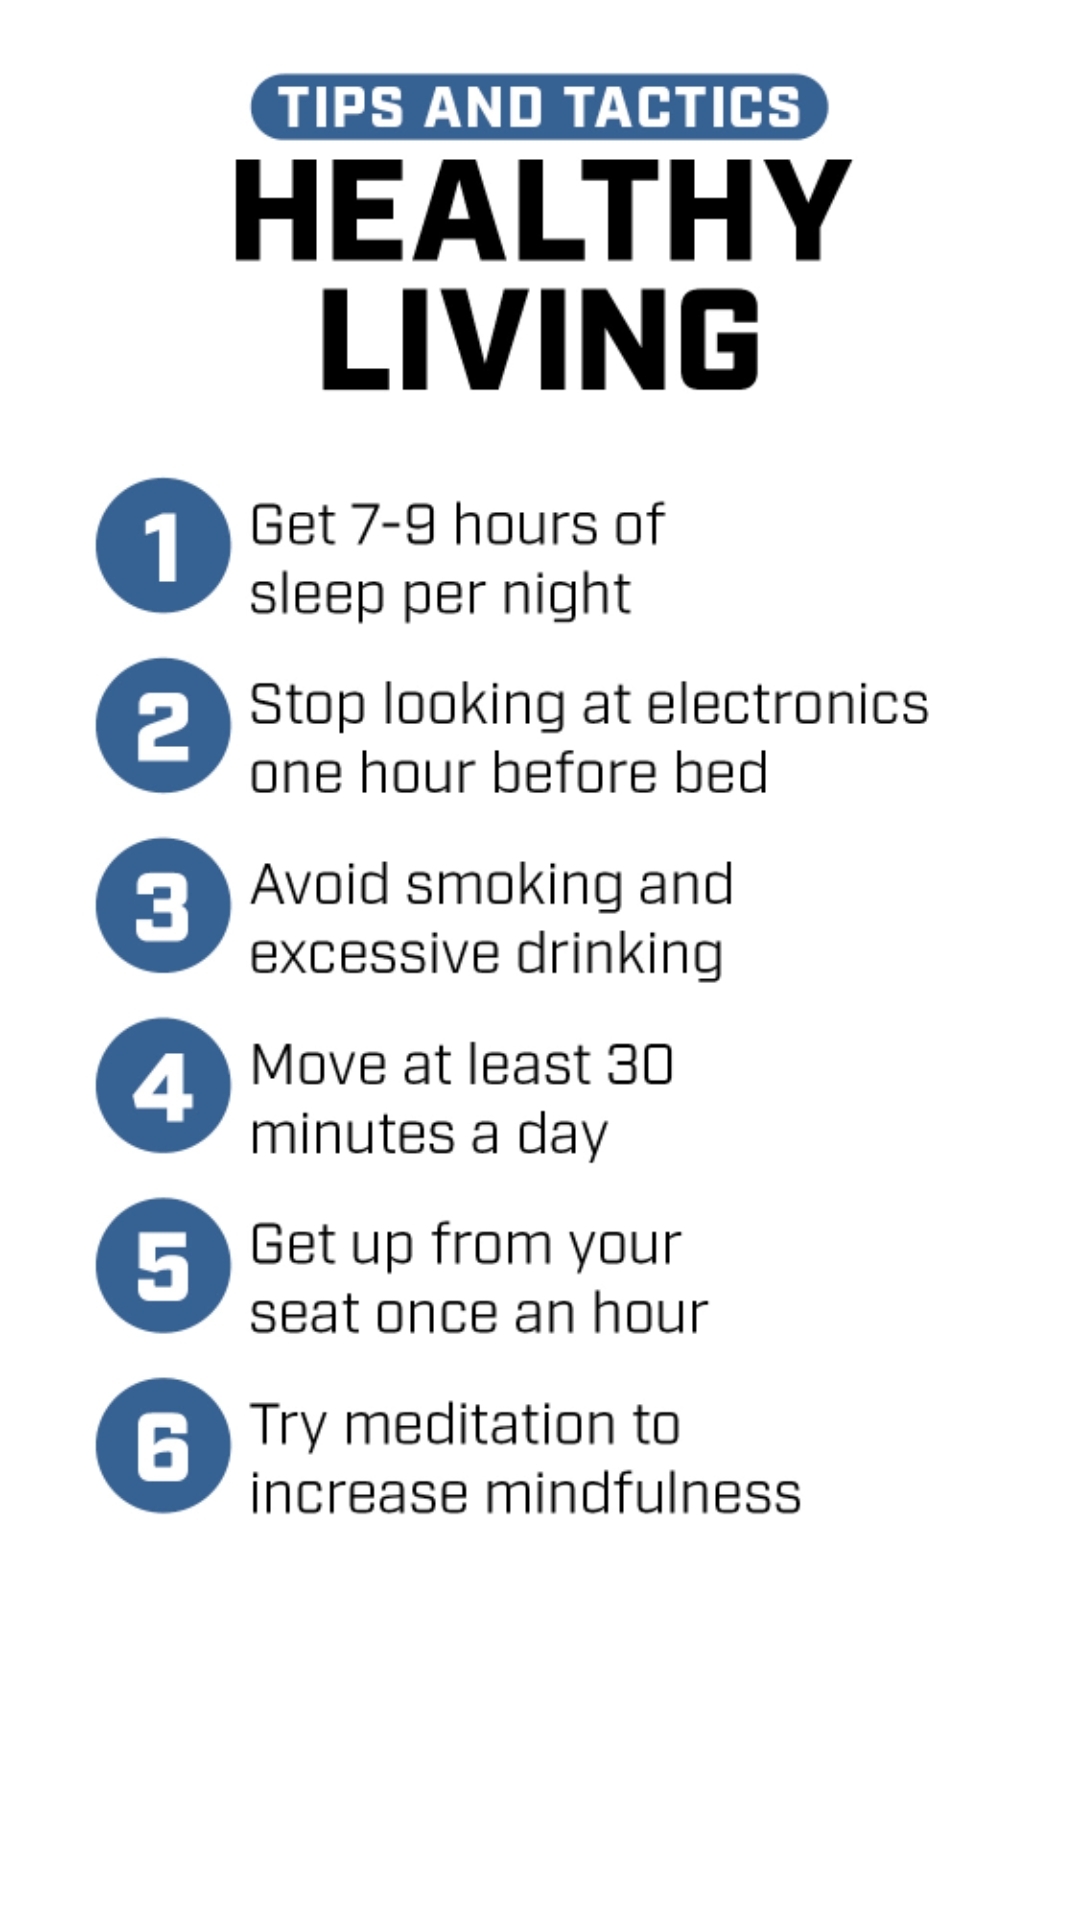 TIPS AND TACTICS
HEALTHY
LIVING
1 Get 7-9 hours of
sleep per night
2 Stop looking at electronics
one hour before bed
3 Avoid smoking and
excessive drinking
4 Move at least 30
minutes a day
5 Get up from your
seat once an hour
6 Try meditation to
increase mindfulness